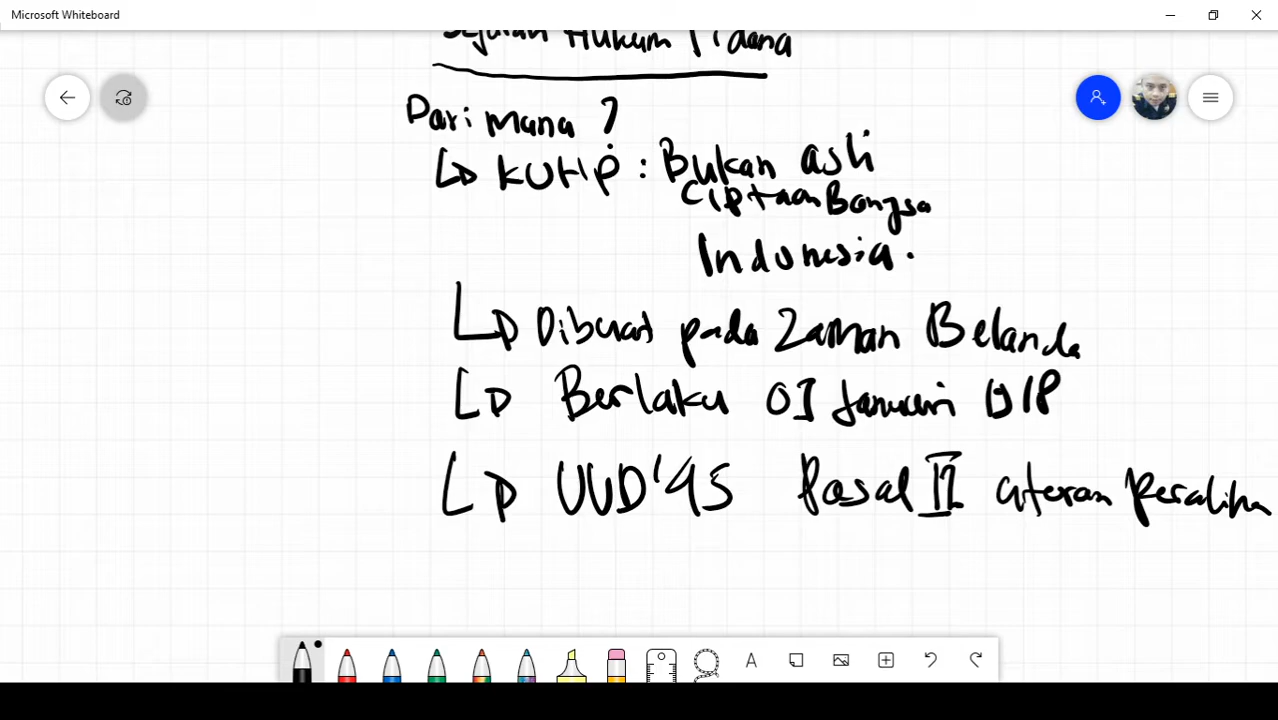 Microsoft Whiteboard
Sejarah Hukum Pidana
Dari mana ?
KUHP : Bukan asli
Ciptaan Bangsa
Indonesia.
Dibuat pada Zaman Belanda
Berlaku 01 Januari 1918
UUD'45 Pasal II aturan peralihan
A